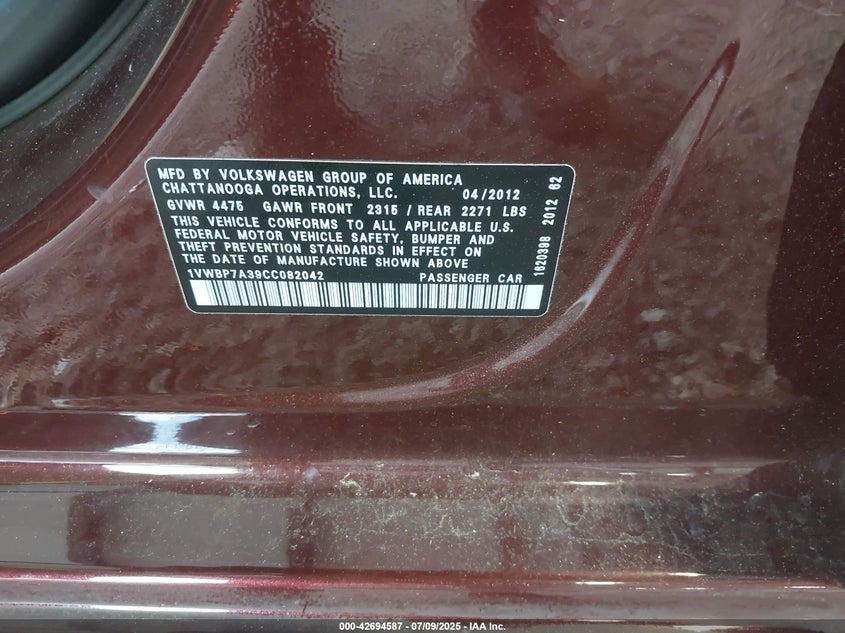 MFD BY VOLKSWAGEN GROUP OF AMERICA
CHATTANOOGA OPERATIONS, LLC. 04/2012
GVWR 4475 GAWR FRONT 2315 / REAR 2271 LBS
THIS VEHICLE CONFORMS TO ALL APPLICABLE U.S.
FEDERAL MOTOR VEHICLE SAFETY, BUMPER AND
THEFT PREVENTION STANDARDS IN EFFECT ON
THE DATE OF MANUFACTURE SHOWN ABOVE
1VWBP7A39CC082042 PASSENGER CAR
1620398 2012 62
000-42694587 - 07/09/2025 - IAA Inc.